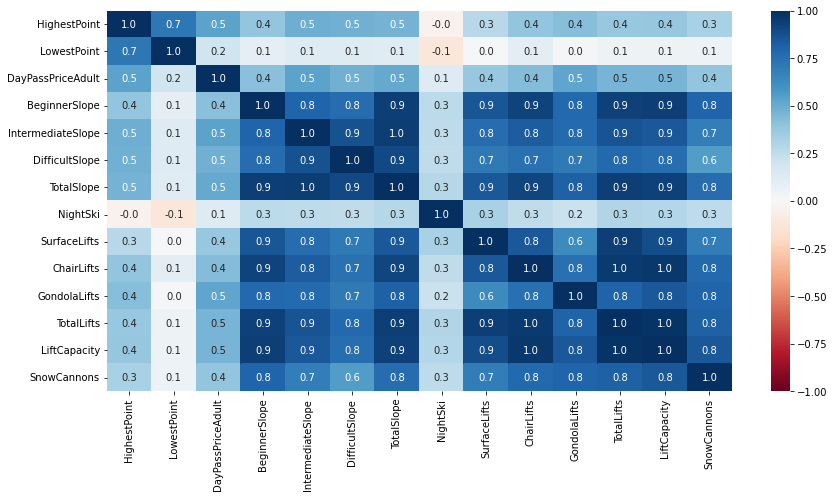 HighestPoint 1.0 0.7 0.5 0.4 0.5 0.5 0.5 -0.0 0.3 0.4 0.4 0.4 0.4 0.3
LowestPoint 0.7 1.0 0.2 0.1 0.1 0.1 0.1 -0.1 0.0 0.1 0.0 0.1 0.1 0.1
DayPassPriceAdult 0.5 0.2 1.0 0.4 0.5 0.5 0.5 0.1 0.4 0.4 0.5 0.5 0.5 0.4
BeginnerSlope 0.4 0.1 0.4 1.0 0.8 0.8 0.9 0.3 0.9 0.9 0.8 0.9 0.9 0.8
IntermediateSlope 0.5 0.1 0.5 0.8 1.0 0.9 1.0 0.3 0.8 0.8 0.8 0.9 0.9 0.7
DifficultSlope 0.5 0.1 0.5 0.8 0.9 1.0 0.9 0.3 0.7 0.7 0.7 0.8 0.8 0.6
TotalSlope 0.5 0.1 0.5 0.9 1.0 0.9 1.0 0.3 0.9 0.9 0.8 0.9 0.9 0.8
NightSki -0.0 -0.1 0.1 0.3 0.3 0.3 0.3 1.0 0.3 0.3 0.2 0.3 0.3 0.3
SurfaceLifts 0.3 0.0 0.4 0.9 0.8 0.7 0.9 0.3 1.0 0.8 0.6 0.9 0.9 0.7
ChairLifts 0.4 0.1 0.4 0.9 0.8 0.7 0.9 0.3 0.8 1.0 0.8 1.0 1.0 0.8
GondolaLifts 0.4 0.0 0.5 0.8 0.8 0.7 0.8 0.2 0.6 0.8 1.0 0.8 0.8 0.8
TotalLifts 0.4 0.1 0.5 0.9 0.9 0.8 0.9 0.3 0.9 1.0 0.8 1.0 1.0 0.8
LiftCapacity 0.4 0.1 0.5 0.9 0.9 0.8 0.9 0.3 0.9 1.0 0.8 1.0 1.0 0.8
SnowCannons 0.3 0.1 0.4 0.8 0.7 0.6 0.8 0.3 0.7 0.8 0.8 0.8 0.8 1.0
HighestPoint
LowestPoint
DayPassPriceAdult
BeginnerSlope
IntermediateSlope
DifficultSlope
TotalSlope
NightSki
SurfaceLifts
ChairLifts
GondolaLifts
TotalLifts
LiftCapacity
SnowCannons
1.00
0.75
0.50
0.25
0.00
−0.25
−0.50
−0.75
−1.00